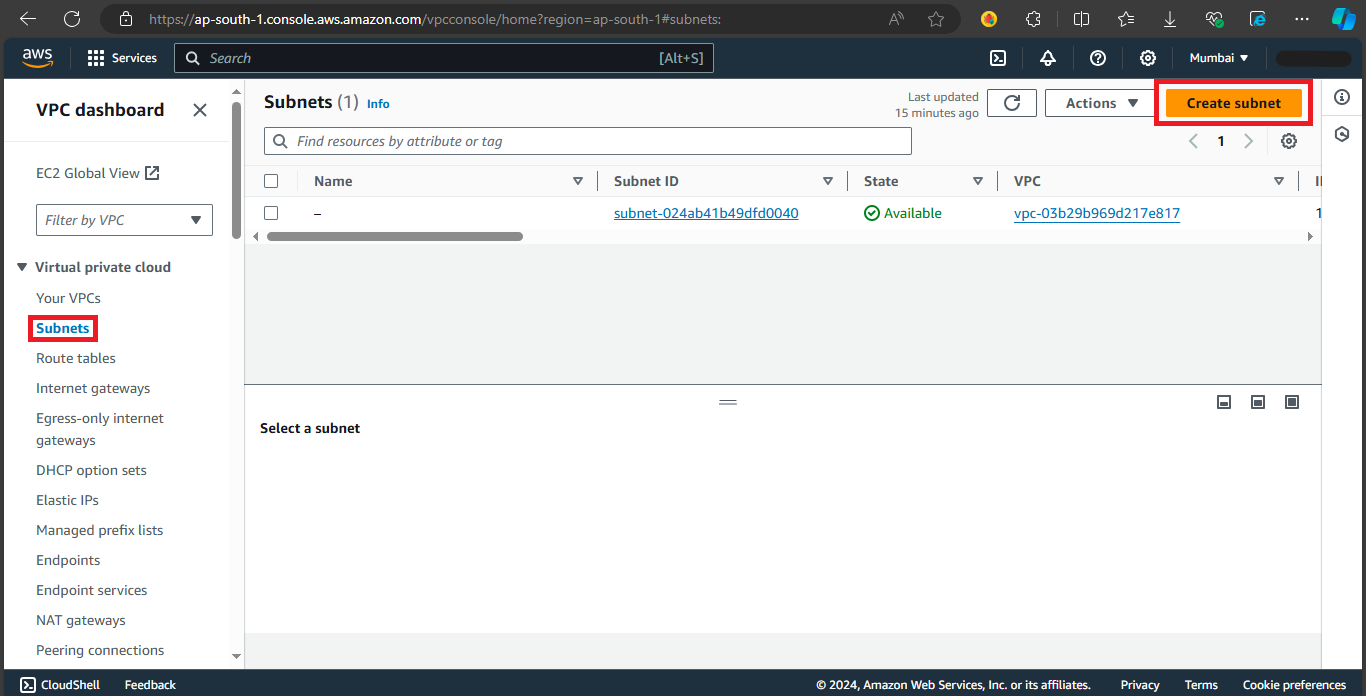 https://ap-south-1.console.aws.amazon.com/vpcconsole/home?region=ap-south-1#subnets:
aws
Services
Search
[Alt+S]
Mumbai
VPC dashboard
EC2 Global View
Filter by VPC
Virtual private cloud
Your VPCs
Subnets
Route tables
Internet gateways
Egress-only internet
gateways
DHCP option sets
Elastic IPs
Managed prefix lists
Endpoints
Endpoint services
NAT gateways
Peering connections
Subnets (1) Info
Last updated
15 minutes ago
Actions
Create subnet
Find resources by attribute or tag
1
Name
Subnet ID
State
VPC
–
subnet-024ab41b49dfd0040
Available
vpc-03b29b969d217e817
Select a subnet
CloudShell
Feedback
© 2024, Amazon Web Services, Inc. or its affiliates.
Privacy
Terms
Cookie preferences